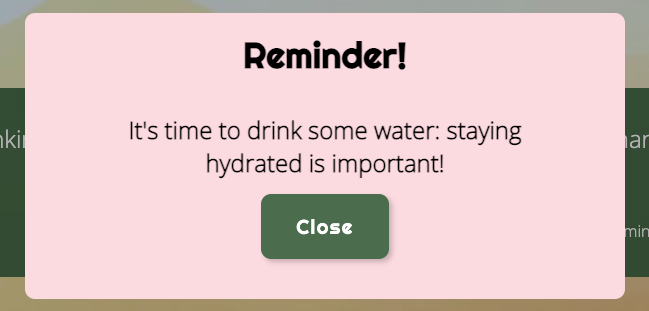 Reminder!
It's time to drink some water: staying
hydrated is important!
Close